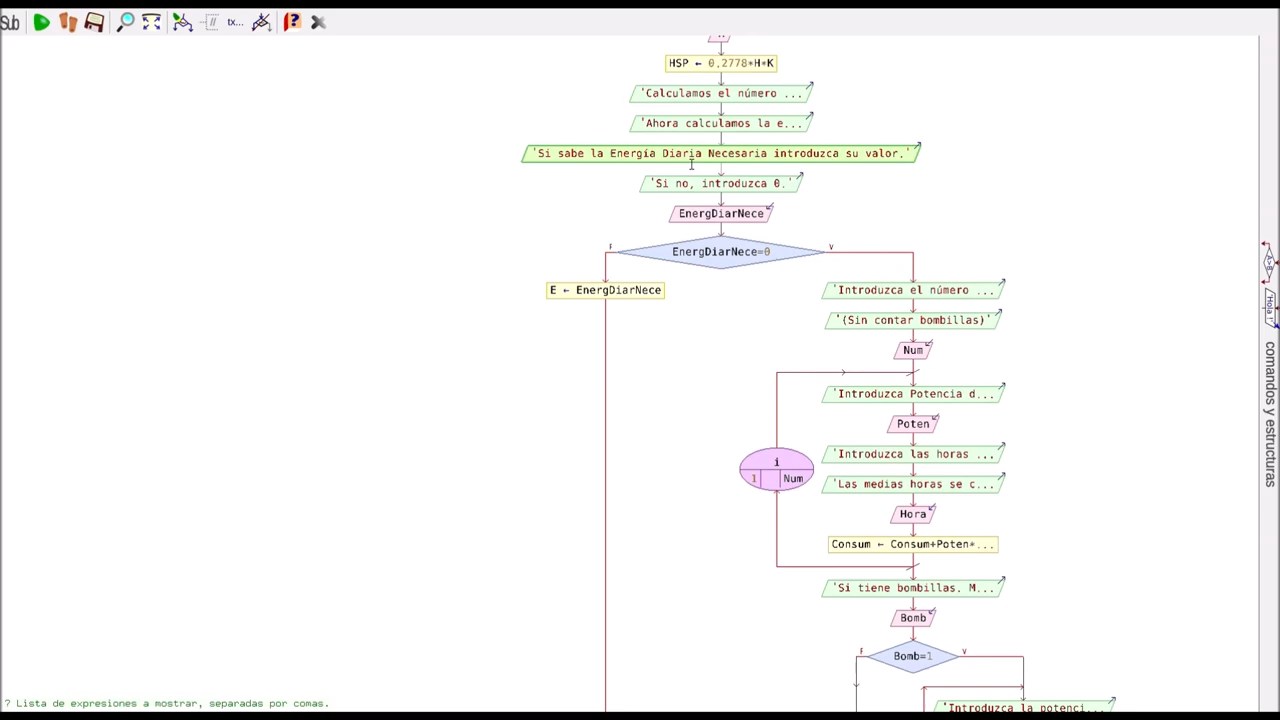 Sub
tx...
HSP ← 0,2778*H*K
'Calculamos el número ...
'Ahora calculamos la e...
'Si sabe la Energía Diaria Necesaria introduzca su valor.'
'Si no, introduzca 0.'
EnergDiarNece
F
EnergDiarNece=0
V
E ← EnergDiarNece
'Introduzca el número ...
'(Sin contar bombillas)'
Num
'Introduzca Potencia d...
Poten
'Introduzca las horas ...
i
1 Num
'Las medias horas se c...
Hora
Consum ← Consum+Poten*...
'Si tiene bombillas. M...
Bomb
F
Bomb=1
V
'Introduzca la potenci...
? Lista de expresiones a mostrar, separadas por comas.
comandos y estructuras